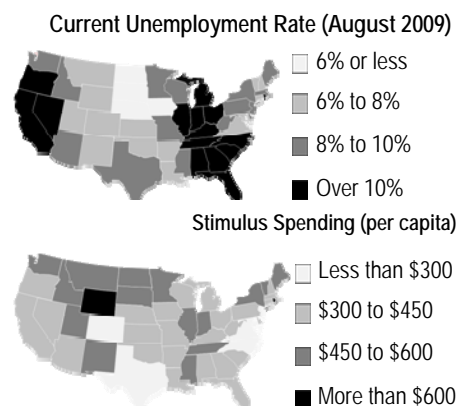 Current Unemployment Rate (August 2009)
6% or less
6% to 8%
8% to 10%
Over 10%
Stimulus Spending (per capita)
Less than $300
$300 to $450
$450 to $600
More than $600